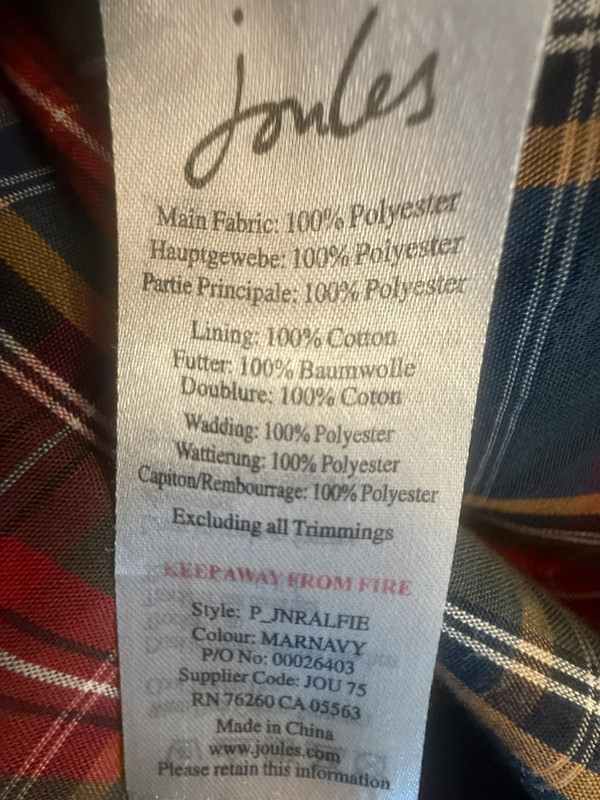 joules
Main Fabric: 100% Polyester
Hauptgewebe: 100% Polyester
Partie Principale: 100% Polyester
Lining: 100% Cotton
Futter: 100% Baumwolle
Doublure: 100% Coton
Wadding: 100% Polyester
Wattierung: 100% Polyester
Capiton/Rembourrage: 100% Polyester
Excluding all Trimmings
KEEP AWAY FROM FIRE
Style: P_JNRALFIE
Colour: MARNAVY
P/O No: 00026403
Supplier Code: JOU 75
RN 76260 CA 05563
Made in China
www.joules.com
Please retain this information